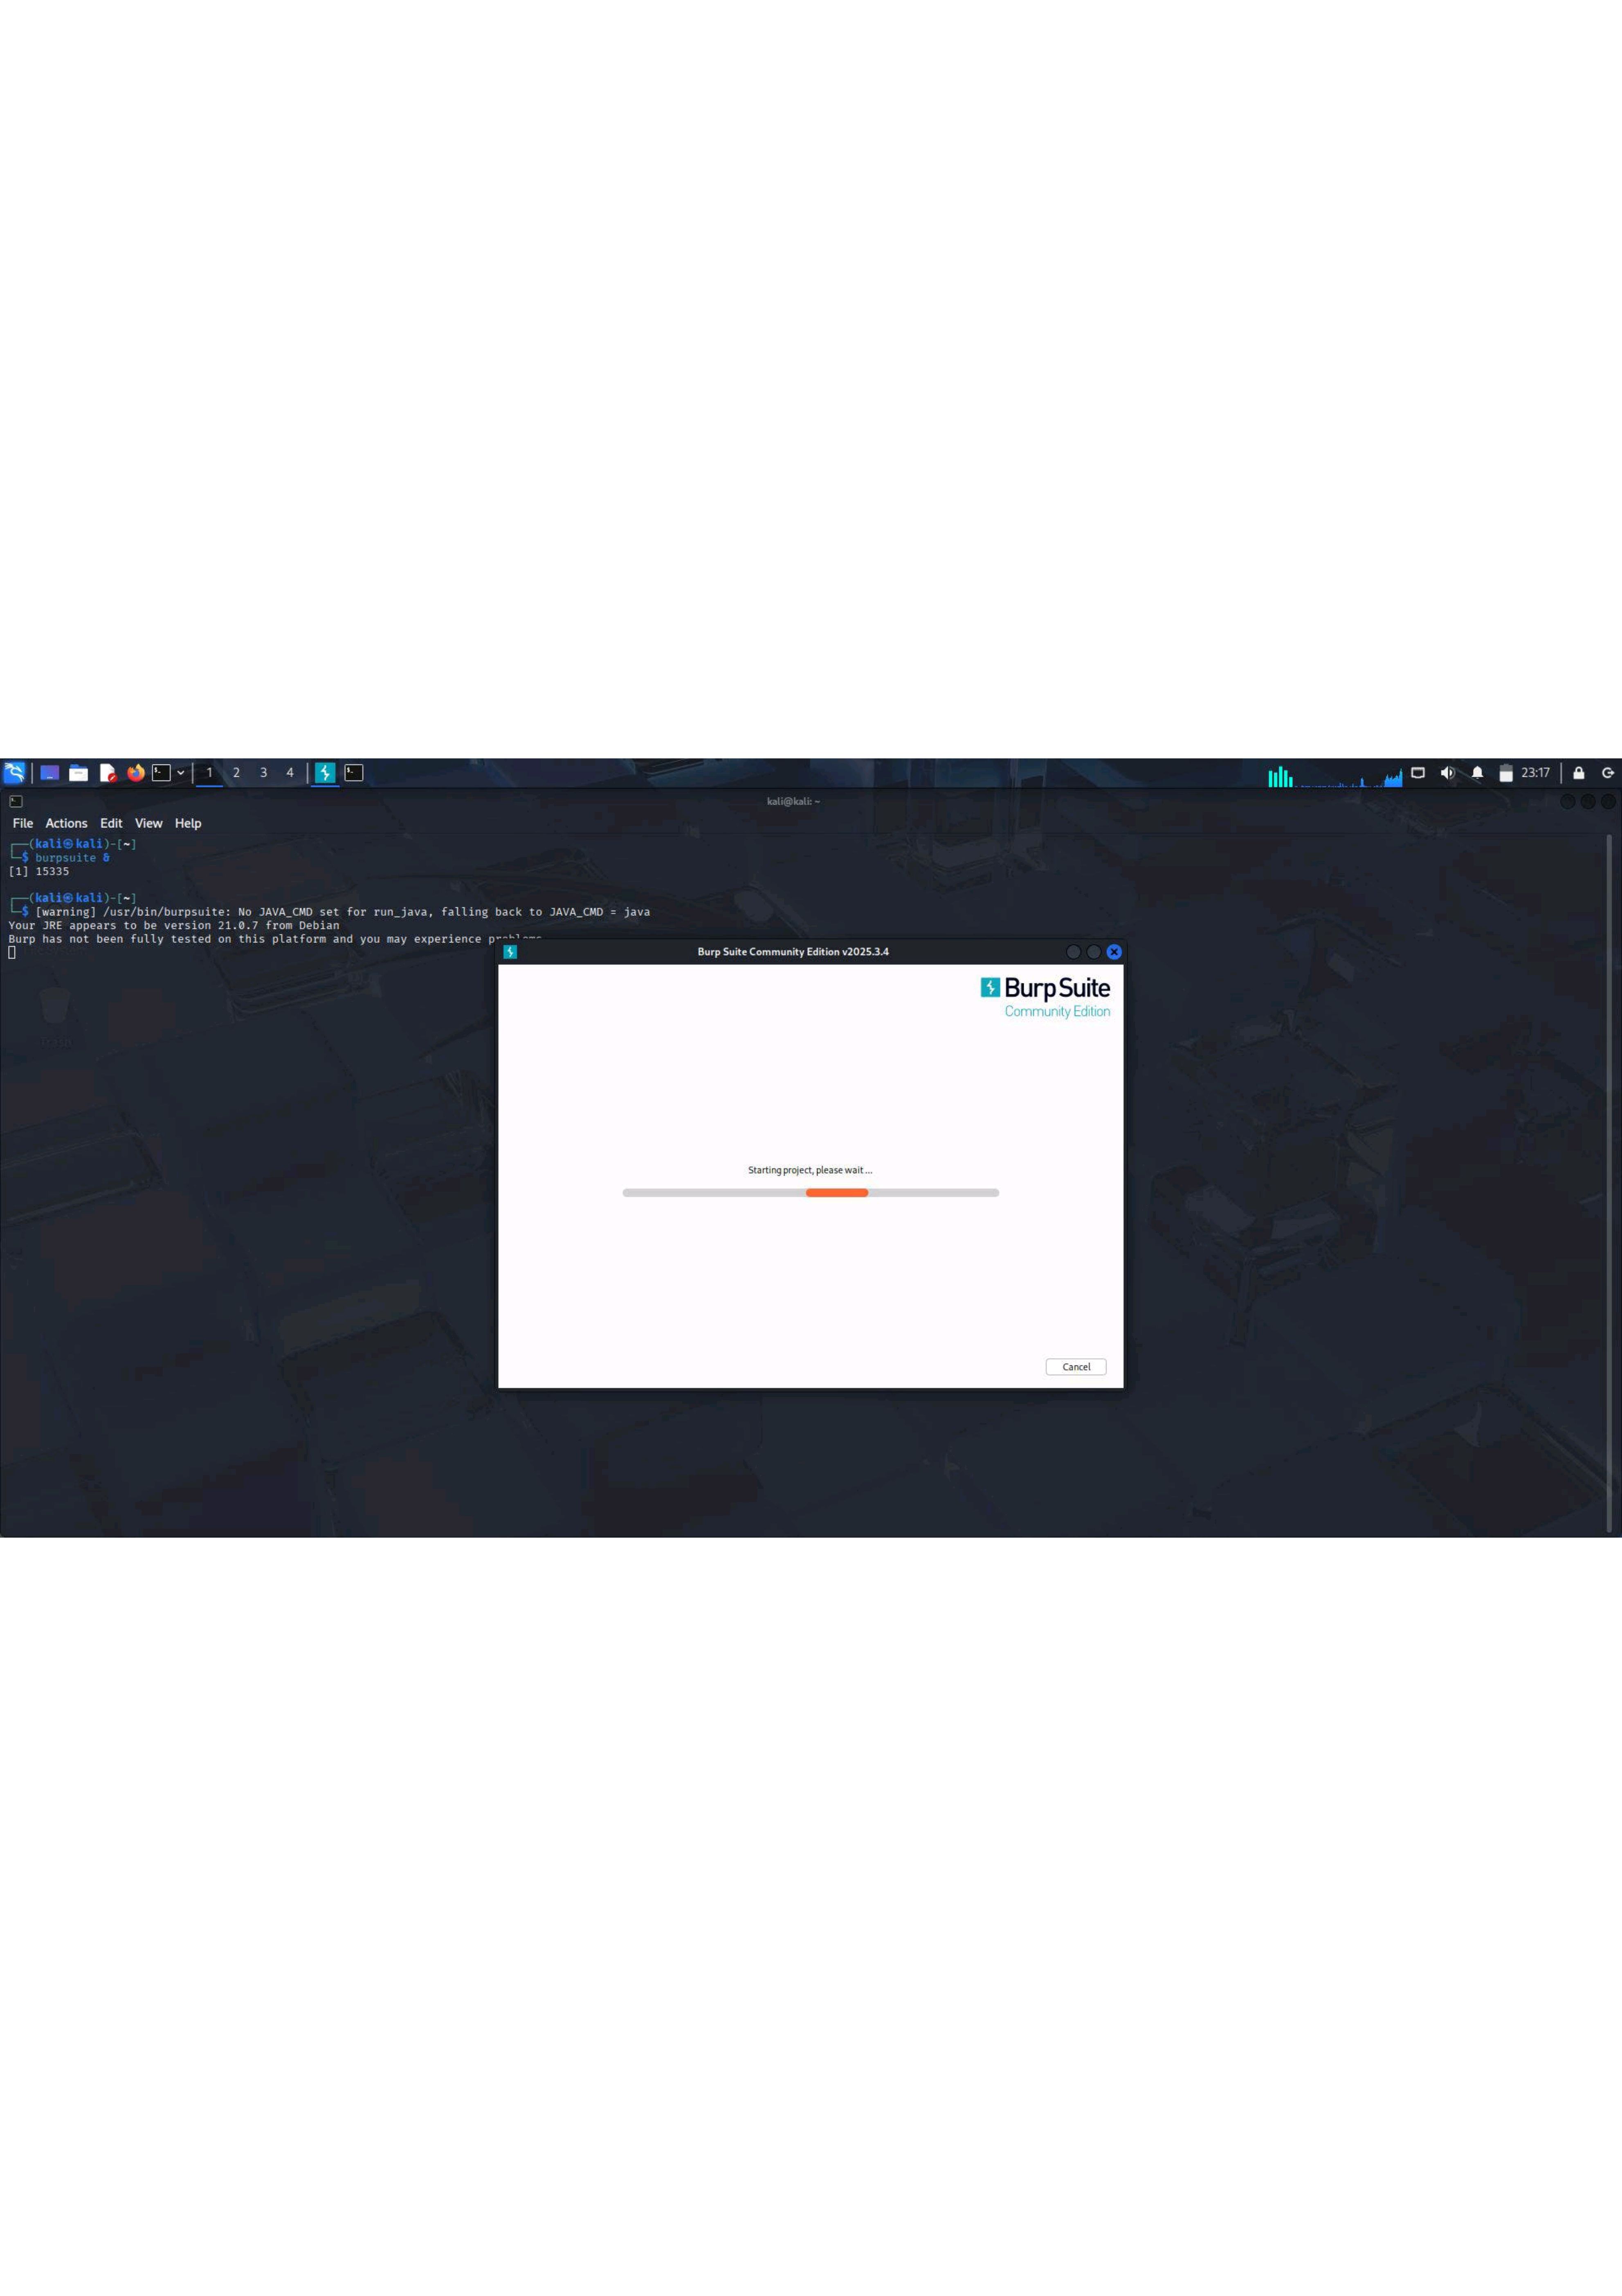 1 2 3 4
23:17
kali@kali: ~
File Actions Edit View Help
┌──(kali㉿kali)-[~]
└─$ burpsuite &
[1] 15335
┌──(kali㉿kali)-[~]
└─$ [warning] /usr/bin/burpsuite: No JAVA_CMD set for run_java, falling back to JAVA_CMD = java
Your JRE appears to be version 21.0.7 from Debian
Burp has not been fully tested on this platform and you may experience problems
Burp Suite Community Edition v2025.3.4
Burp Suite
Community Edition
Trash
Starting project, please wait ...
Cancel